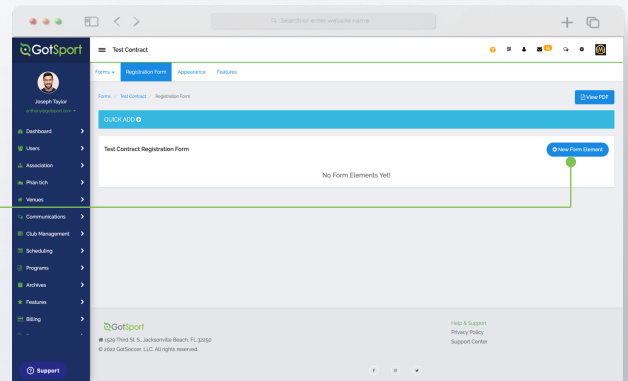 Search or enter website name
GotSport
Test Contract
Forms
Registration Form
Appearance
Features
Joseph Taylor
Forms / Test Contract / Registration Form
View PDF
QUICK ADD
Test Contract Registration Form
New Form Element
No Form Elements Yet!
Dashboard
Users
Association
Phân tích
Venues
Communications
Club Management
Scheduling
Programs
Archives
Features
Billing
Support
GotSport
1529 Third St. S., Jacksonville Beach, FL 32250
© 2022 GotSoccer, LLC. All rights reserved.
Help & Support
Privacy Policy
Support Center